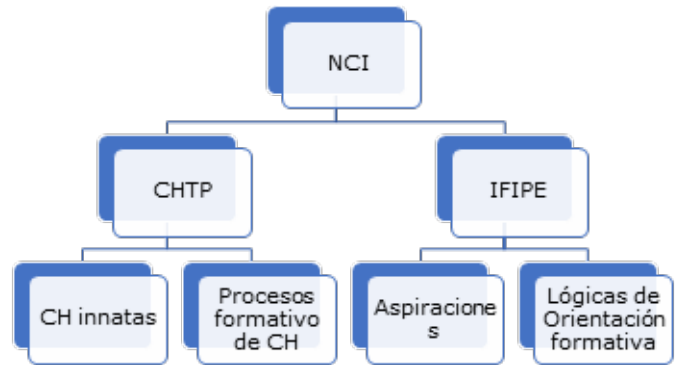 NCI
CHTP
IFIPE
CH innatas
Procesos
formativo
de CH
Aspiracione
s
Lógicas de
Orientación
formativa